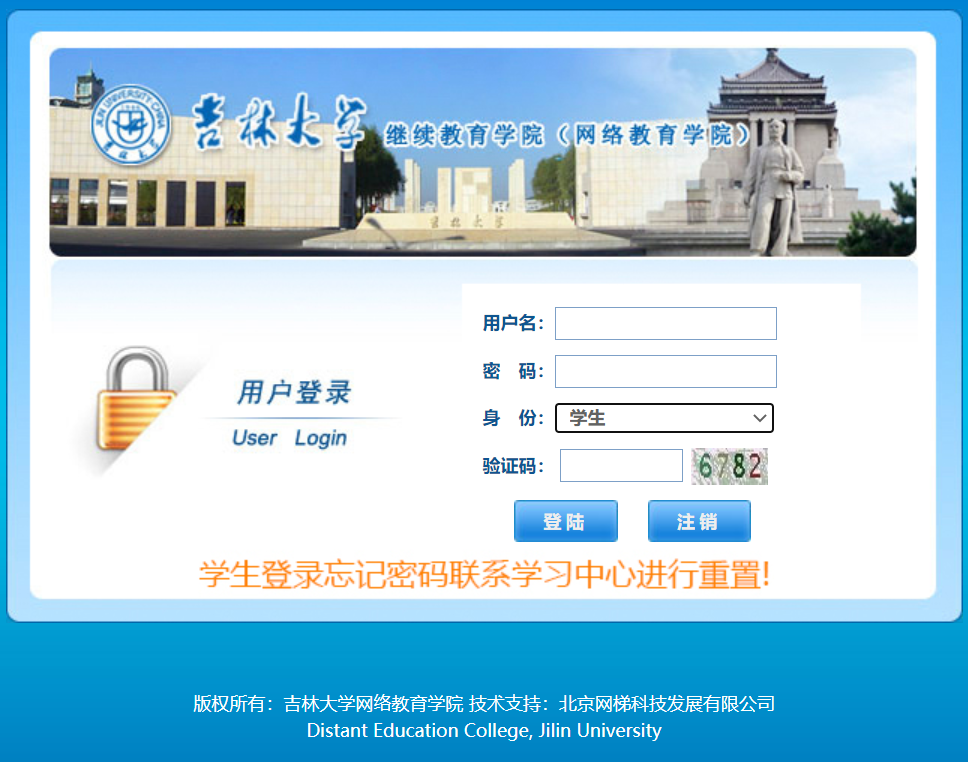 JILIN UNIVERSITY CHINA
吉林大学
吉林大学 继续教育学院（网络教育学院）
吉林大学
用户名：
密 码：
身 份： 学生
验证码： 6782
用户登录
User Login
登陆 注销
学生登录忘记密码联系学习中心进行重置!
版权所有：吉林大学网络教育学院 技术支持：北京网梯科技发展有限公司
Distant Education College, Jilin University